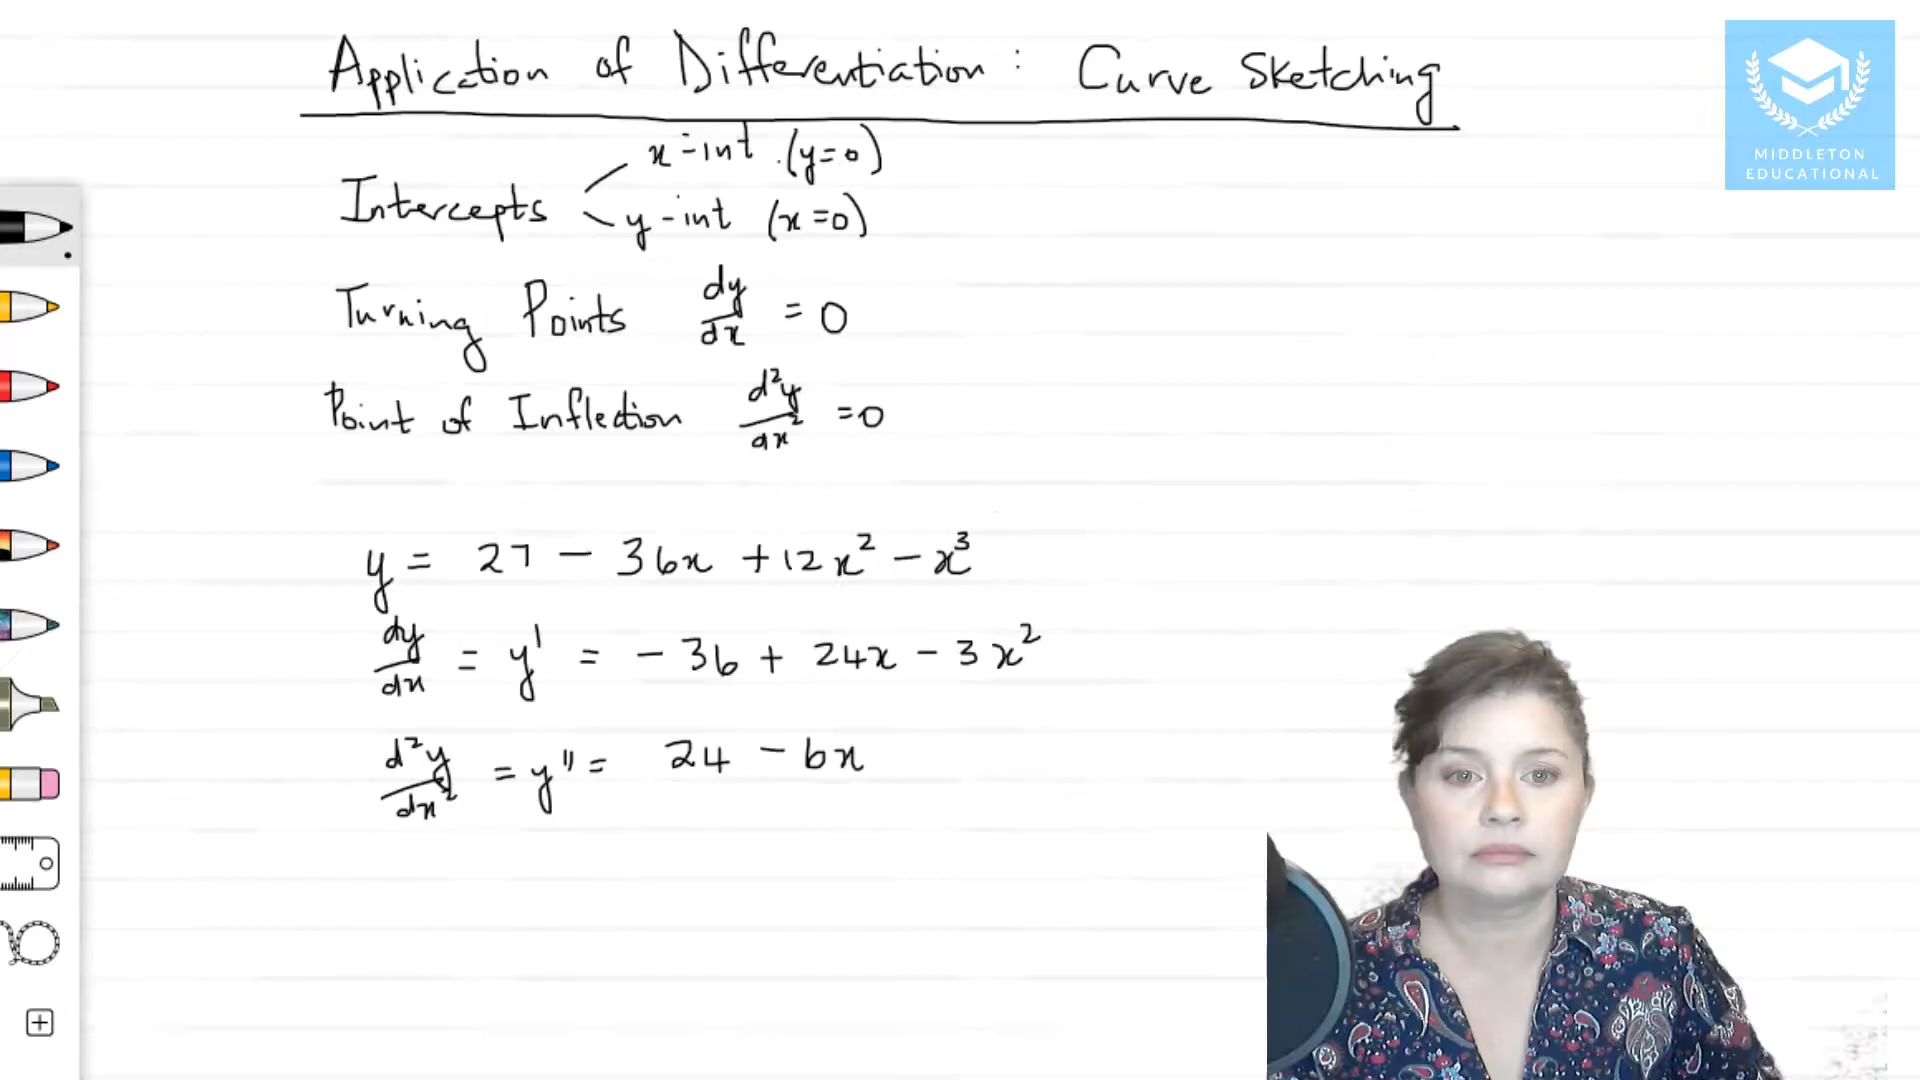 Application of Differentiation : Curve Sketching
MIDDLETON
EDUCATIONAL
Intercepts
x-int (y=0)
y-int (x=0)
Turning Points dy/dx = 0
Point of Inflection d²y/dx² = 0
y = 27 - 36x + 12x² - x³
dy/dx = y' = - 36 + 24x - 3x²
d²y/dx² = y'' = 24 - 6x